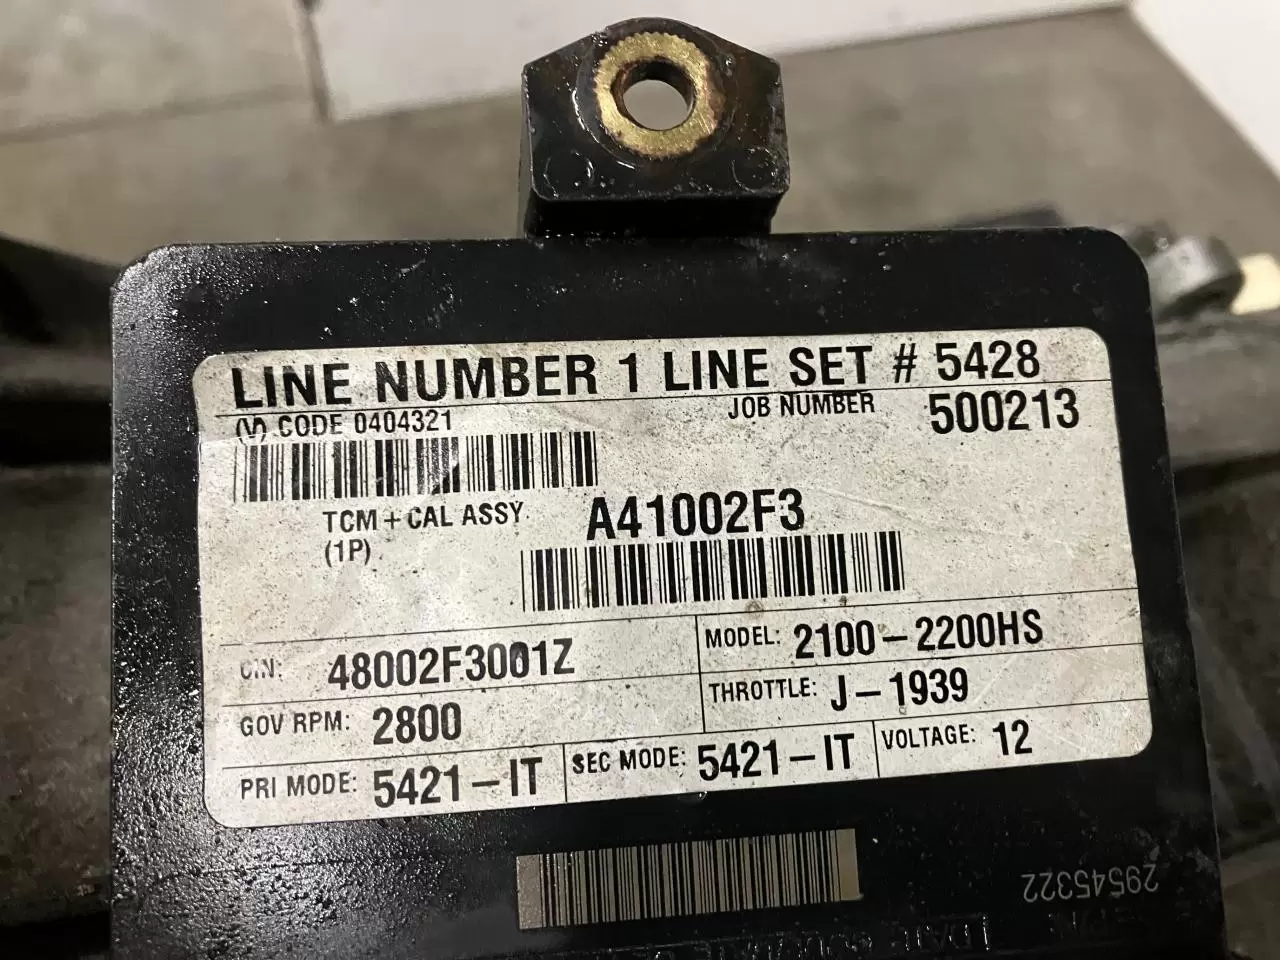 LINE NUMBER 1 LINE SET # 5428
(V) CODE 0404321 JOB NUMBER 500213
TCM + CAL ASSY A41002F3
(1P)
CIN: 48002F3001Z MODEL: 2100-2200HS
GOV RPM: 2800 THROTTLE: J-1939
PRI MODE: 5421-IT SEC MODE: 5421-IT VOLTAGE: 12
29545322